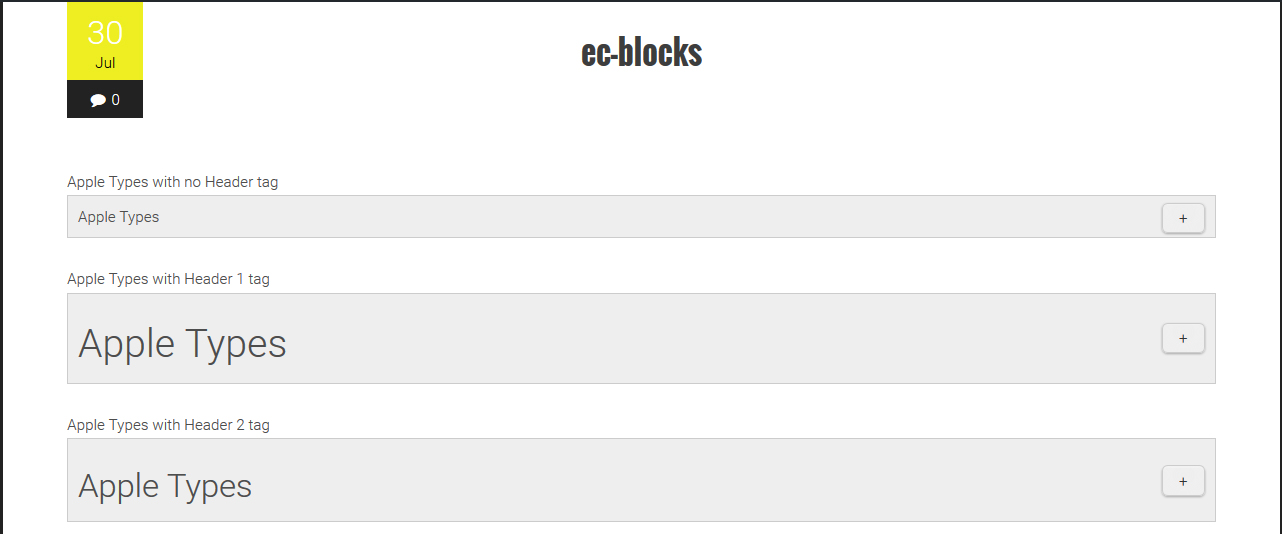 30
Jul
0
ec-blocks
Apple Types with no Header tag
Apple Types
+
Apple Types with Header 1 tag
Apple Types
+
Apple Types with Header 2 tag
Apple Types
+